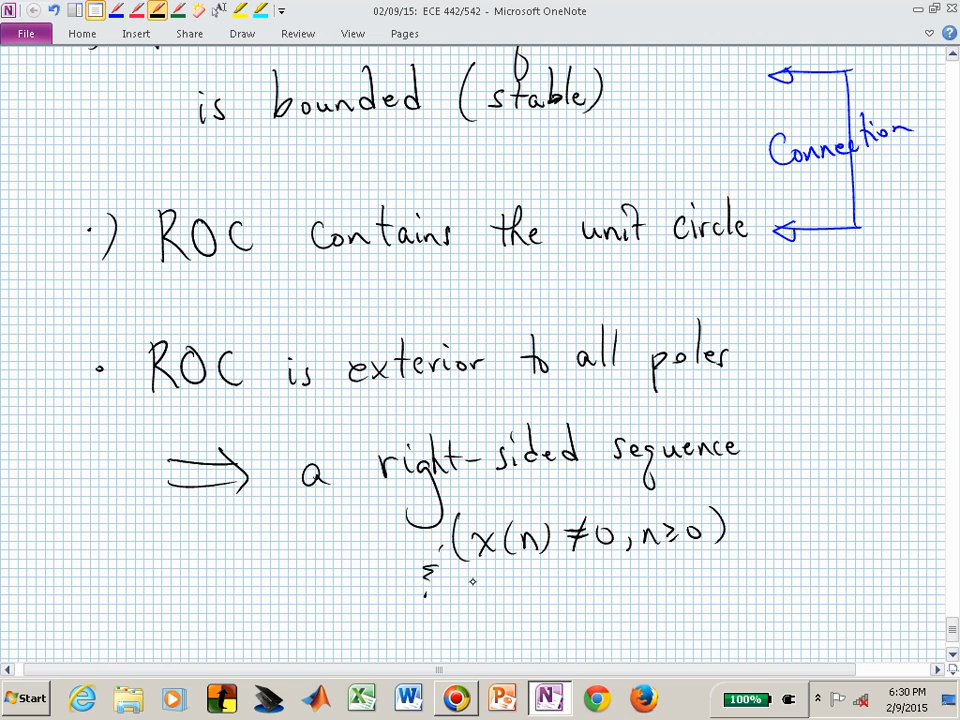 02/09/15: ECE 442/542 - Microsoft OneNote
File Home Insert Share Draw Review View Pages
is bounded (stable)
Connection
·) ROC contains the unit circle
• ROC is exterior to all poles
⟹ a right-sided sequence
(x(n) ≠ 0, n ≥ 0)
Start
100%
6:30 PM
2/9/2015